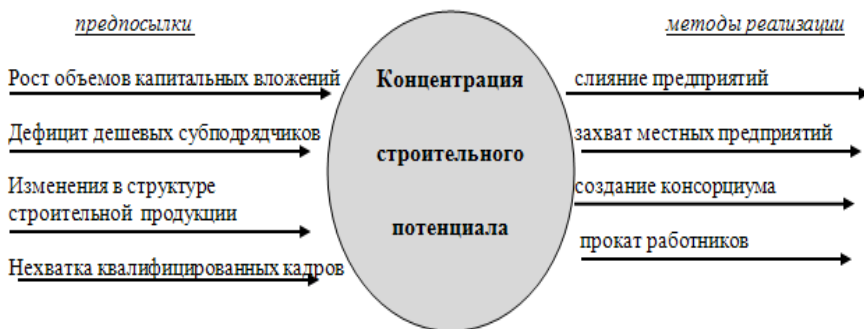 предпосылки
методы реализации
Рост объемов капитальных вложений
Дефицит дешевых субподрядчиков
Изменения в структуре
строительной продукции
Нехватка квалифицированных кадров
Концентрация
строительного
потенциала
слияние предприятий
захват местных предприятий
создание консорциума
прокат работников